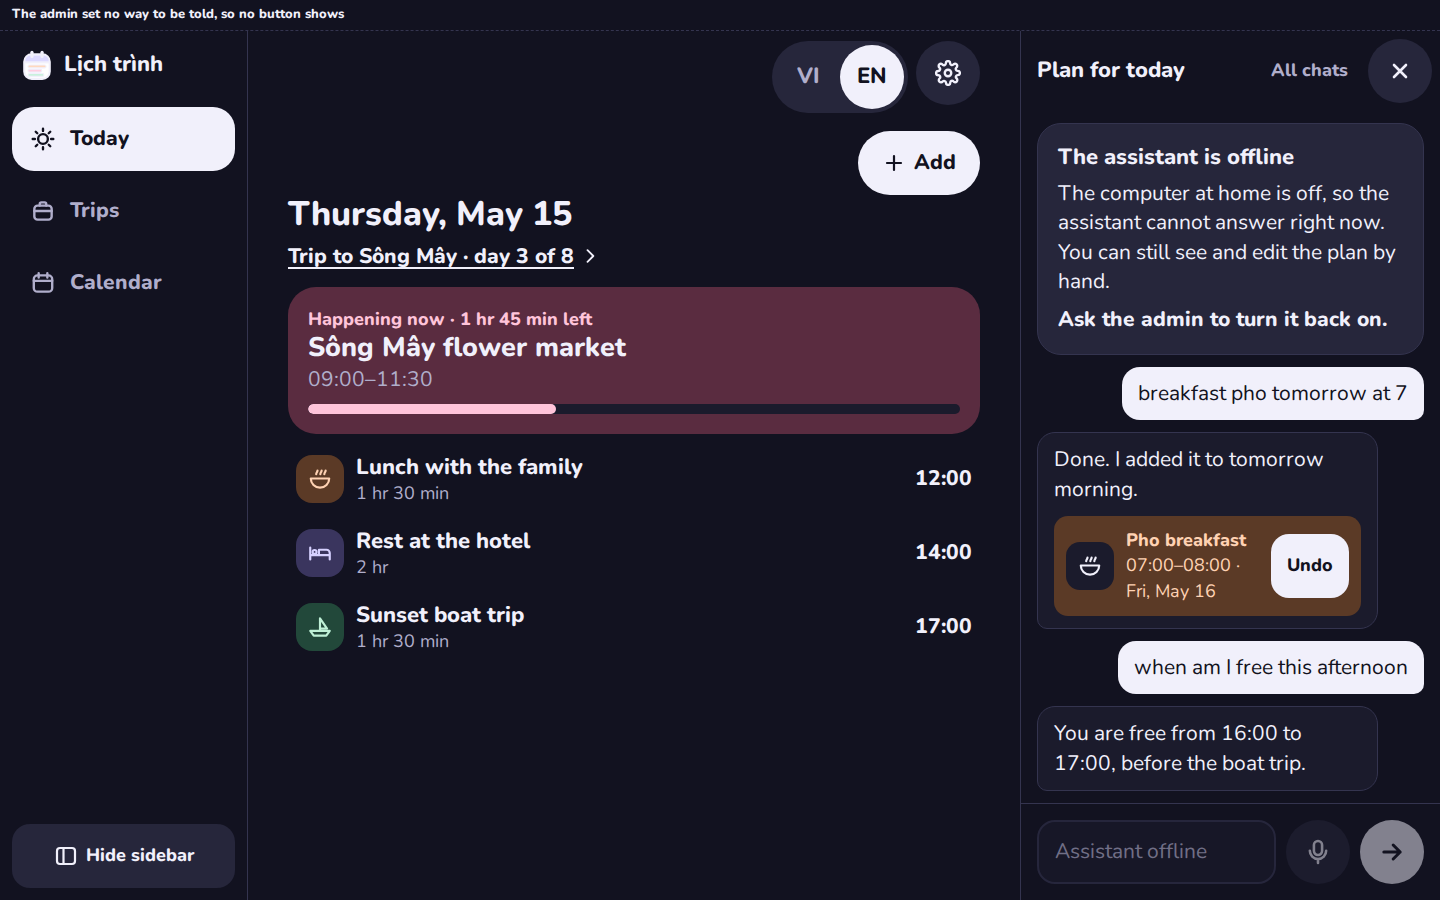 The admin set no way to be told, so no button shows
Lịch trình
Today
Trips
Calendar
Hide sidebar
VI
EN
Add
Thursday, May 15
Trip to Sông Mây · day 3 of 8
Happening now · 1 hr 45 min left
Sông Mây flower market
09:00–11:30
Lunch with the family
1 hr 30 min
12:00
Rest at the hotel
2 hr
14:00
Sunset boat trip
1 hr 30 min
17:00
Plan for today
All chats
The assistant is offline
The computer at home is off, so the
assistant cannot answer right now.
You can still see and edit the plan by
hand.
Ask the admin to turn it back on.
breakfast pho tomorrow at 7
Done. I added it to tomorrow
morning.
Pho breakfast
07:00–08:00 ·
Fri, May 16
Undo
when am I free this afternoon
You are free from 16:00 to
17:00, before the boat trip.
Assistant offline